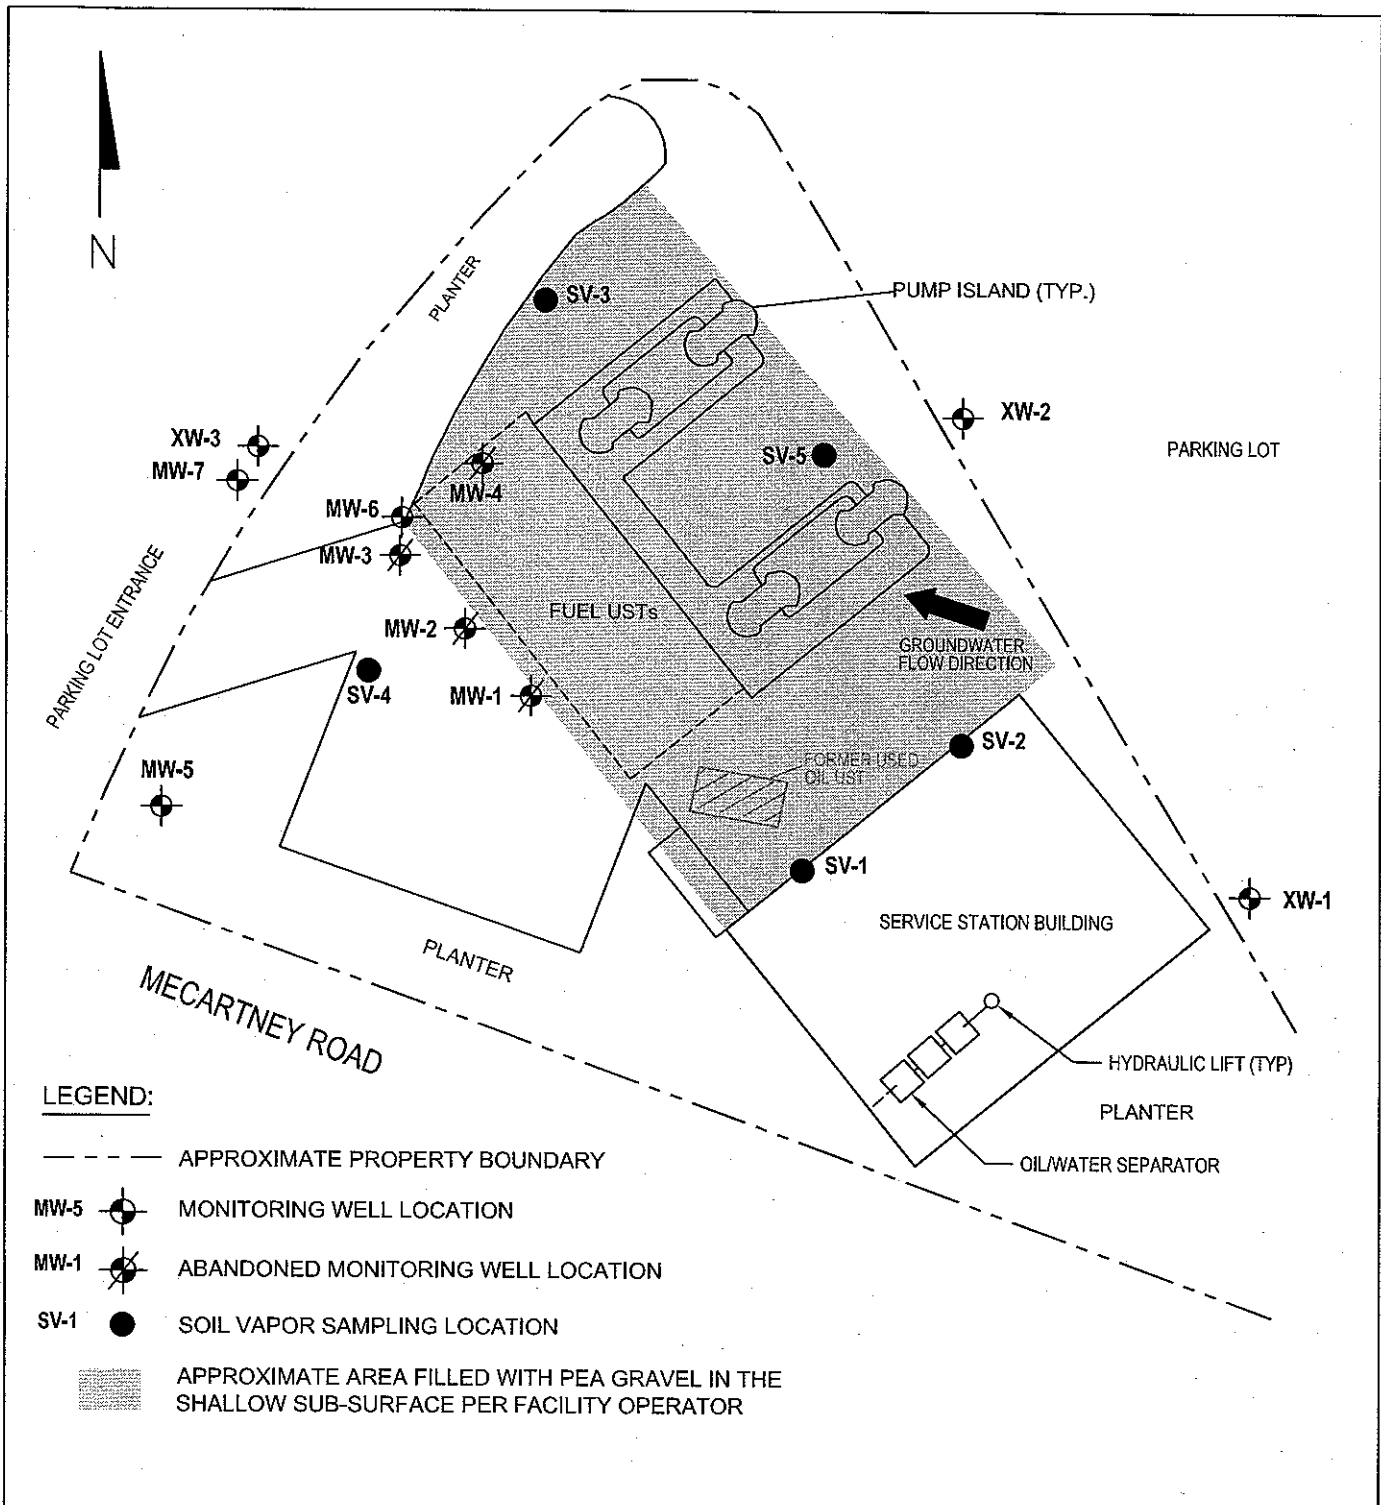 N
PLANTER
SV-3
PUMP ISLAND (TYP.)
XW-2
XW-3
MW-7
PARKING LOT
SV-5
MW-4
MW-6
MW-3
FUEL USTs
MW-2
GROUNDWATER
FLOW DIRECTION
PARKING LOT ENTRANCE
SV-4
MW-1
SV-2
MW-5
FORMER USED
OIL UST
SV-1
XW-1
SERVICE STATION BUILDING
PLANTER
MECARTNEY ROAD
HYDRAULIC LIFT (TYP)
PLANTER
OIL/WATER SEPARATOR
LEGEND:
APPROXIMATE PROPERTY BOUNDARY
MW-5 MONITORING WELL LOCATION
MW-1 ABANDONED MONITORING WELL LOCATION
SV-1 SOIL VAPOR SAMPLING LOCATION
APPROXIMATE AREA FILLED WITH PEA GRAVEL IN THE
SHALLOW SUB-SURFACE PER FACILITY OPERATOR